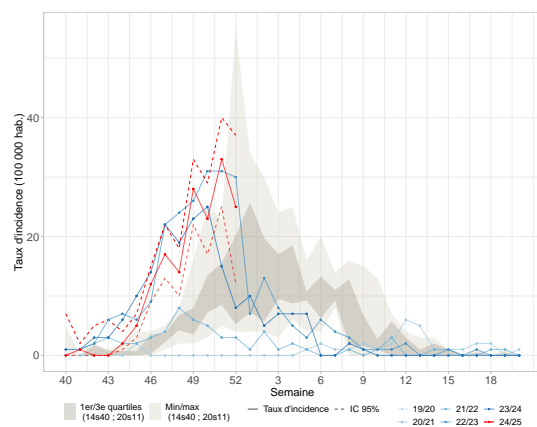 Taux d'incidence (100 000 hab.)
40
20
0
40 43 46 49 52 3 6 9 12 15 18
Semaine
1er/3e quartiles
(14s40 ; 20s11)
Min/max
(14s40 ; 20s11)
Taux d'incidence
IC 95%
19/20 21/22 23/24
20/21 22/23 24/25